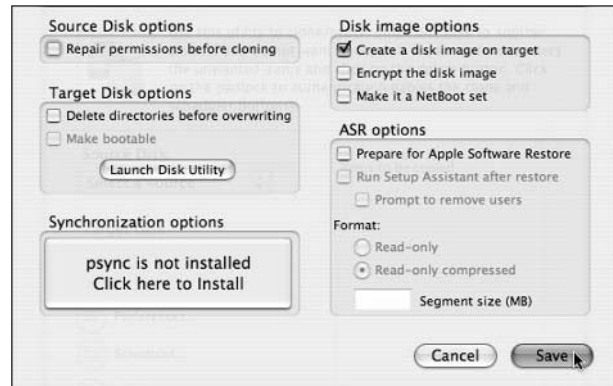 Source Disk options
Repair permissions before cloning
Target Disk options
Delete directories before overwriting
Make bootable
Launch Disk Utility
Synchronization options
psync is not installed
Click here to Install
Disk image options
Create a disk image on target
Encrypt the disk image
Make it a NetBoot set
ASR options
Prepare for Apple Software Restore
Run Setup Assistant after restore
Prompt to remove users
Format:
Read-only
Read-only compressed
Segment size (MB)
Cancel
Save